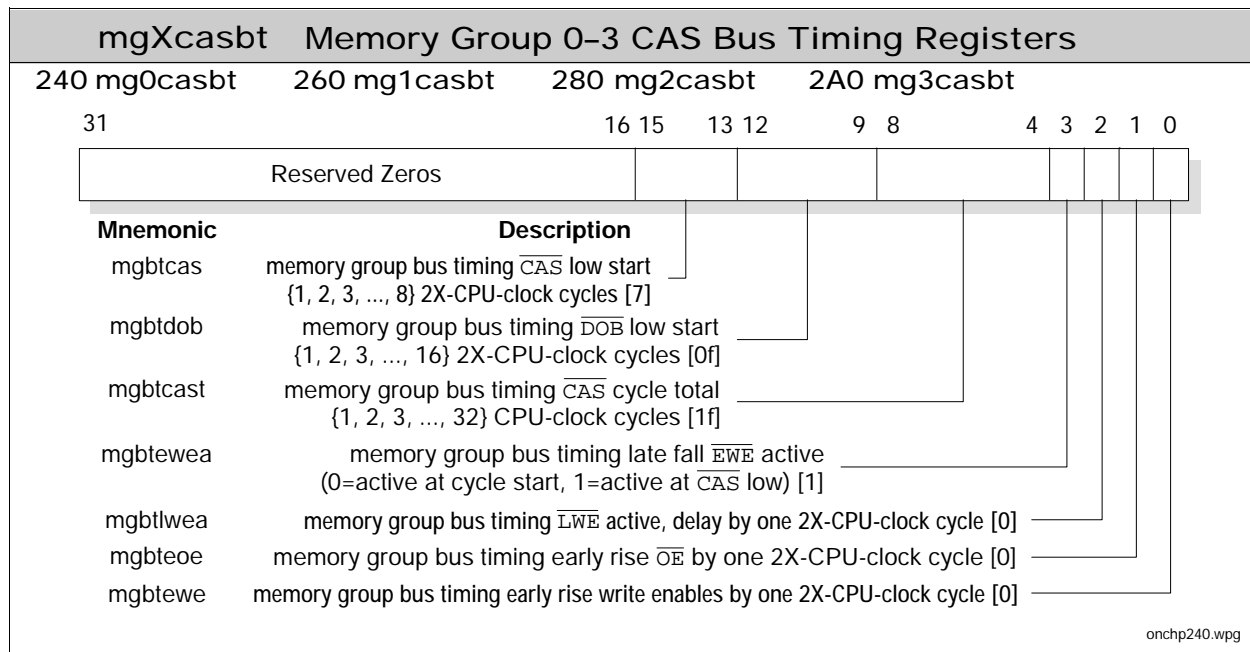 mgXcasbt Memory Group 0–3 CAS Bus Timing Registers
240 mg0casbt 260 mg1casbt 280 mg2casbt 2A0 mg3casbt
31 16 15 13 12 9 8 4 3 2 1 0
Reserved Zeros
Mnemonic Description
mgbtcas memory group bus timing CAS low start
{1, 2, 3, ..., 8} 2X-CPU-clock cycles [7]
mgbtdob memory group bus timing DOB low start
{1, 2, 3, ..., 16} 2X-CPU-clock cycles [0f]
mgbtcast memory group bus timing CAS cycle total
{1, 2, 3, ..., 32} CPU-clock cycles [1f]
mgbtewea memory group bus timing late fall EWE active
(0=active at cycle start, 1=active at CAS low) [1]
mgbtlwea memory group bus timing LWE active, delay by one 2X-CPU-clock cycle [0]
mgbteoe memory group bus timing early rise OE by one 2X-CPU-clock cycle [0]
mgbtewe memory group bus timing early rise write enables by one 2X-CPU-clock cycle [0]
onchp240.wpg